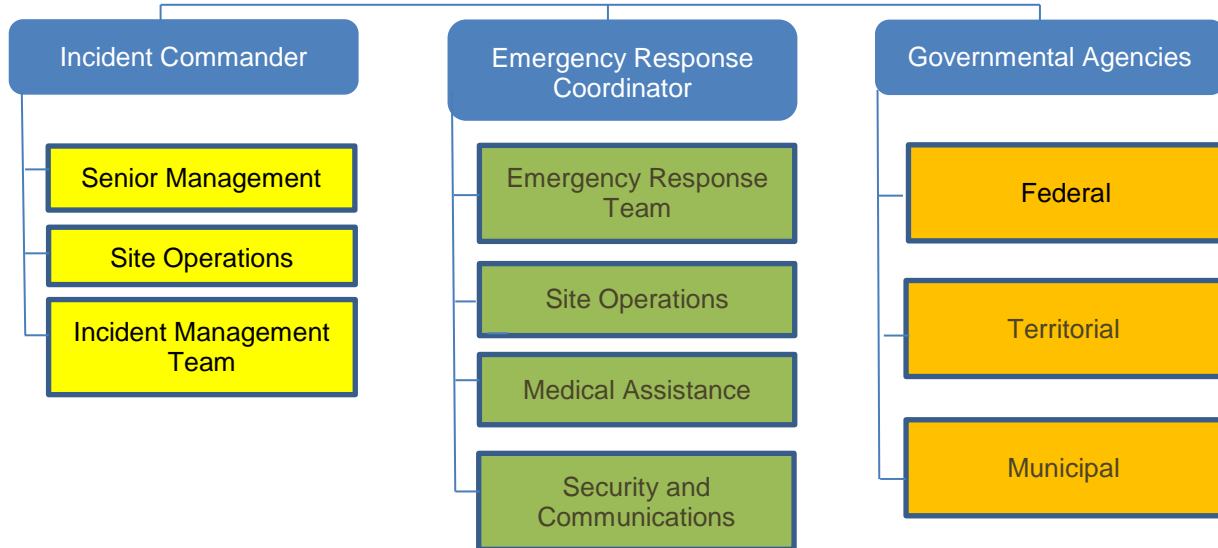 Incident Commander
Senior Management
Site Operations
Incident Management
Team
Emergency Response
Coordinator
Emergency Response
Team
Site Operations
Medical Assistance
Security and
Communications
Governmental Agencies
Federal
Territorial
Municipal